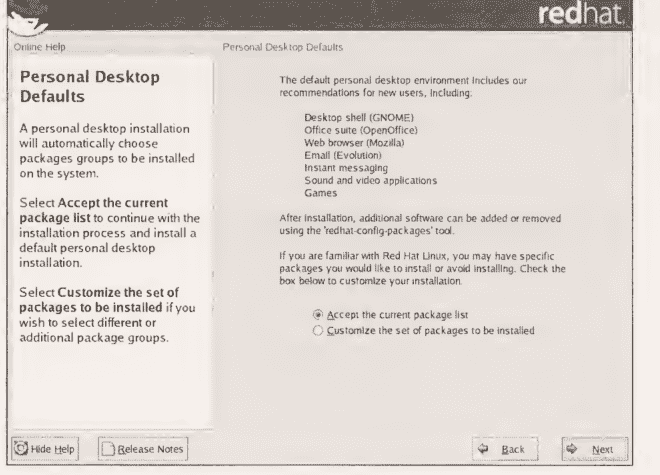 redhat.
Online Help
Personal Desktop Defaults
Personal Desktop
Defaults
A personal desktop installation
will automatically choose
packages groups to be installed
on the system.
Select Accept the current
package list to continue with the
installation process and install a
default personal desktop
installation.
Select Customize the set of
packages to be installed if you
wish to select different or
additional package groups.
The default personal desktop environment includes our
recommendations for new users, including:
Desktop shell (GNOME)
Office suite (OpenOffice)
Web browser (Mozilla)
Email (Evolution)
Instant messaging
Sound and video applications
Games
After installation, additional software can be added or removed
using the 'redhat-config-packages' tool.
If you are familiar with Red Hat Linux, you may have specific
packages you would like to install or avoid installing. Check the
box below to customize your installation.
Accept the current package list
Customize the set of packages to be installed
Hide Help
Release Notes
Back
Next